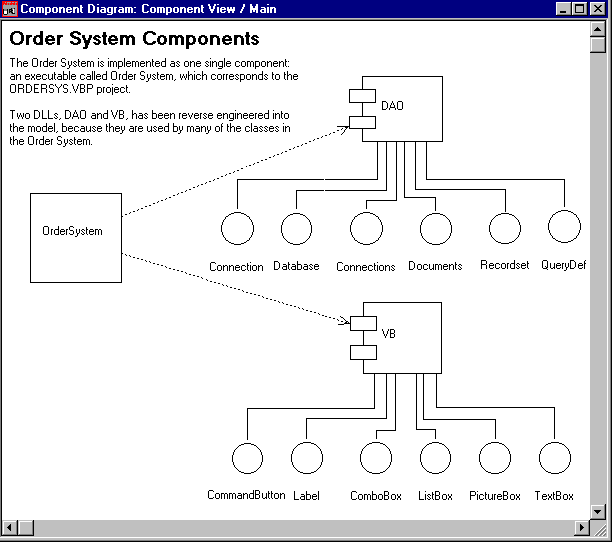 Component Diagram: Component View / Main
Order System Components
The Order System is implemented as one single component:
an executable called Order System, which corresponds to the
ORDERSYS.VBP project.
Two DLLs, DAO and VB, has been reverse engineered into
the model, because they are used by many of the classes in
the Order System.
DAO
OrderSystem
Connection Database Connections Documents Recordset QueryDef
VB
CommandButton Label ComboBox ListBox PictureBox TextBox